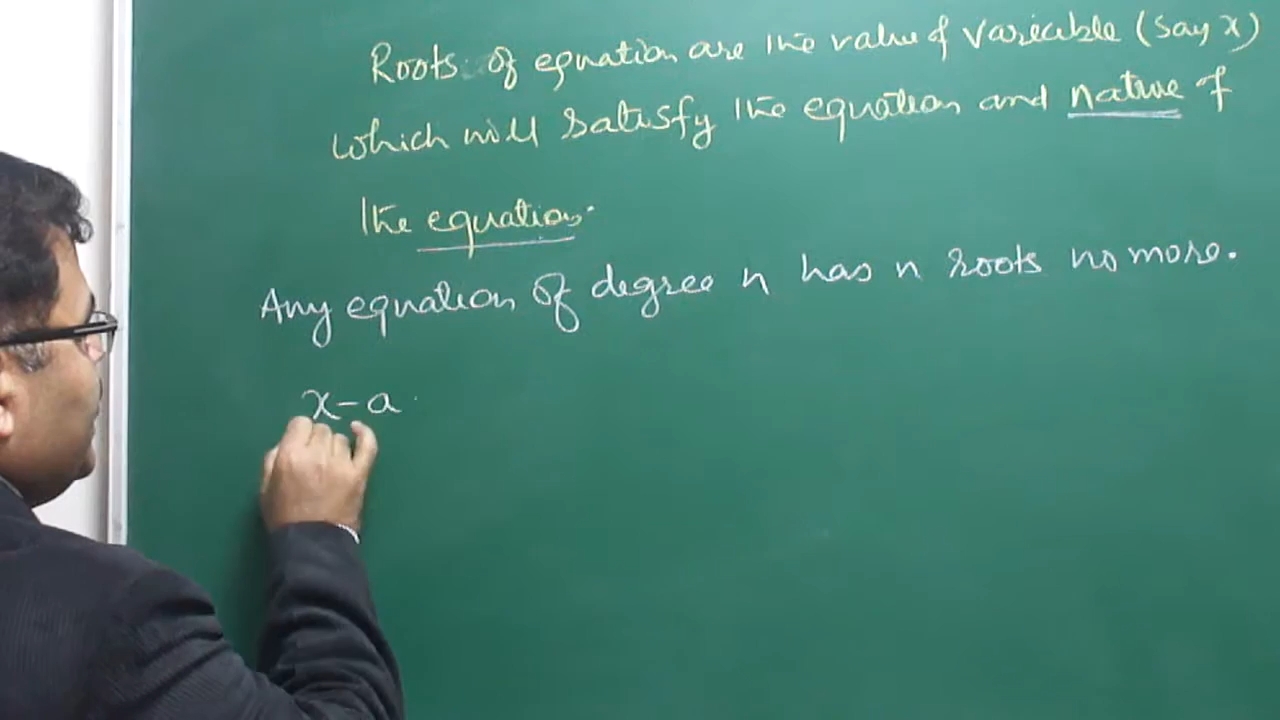 Roots of equation are the value of variable (say x)
which will satisfy the equation and nature of
the equation.
Any equation of degree n has n roots no more.
x-a